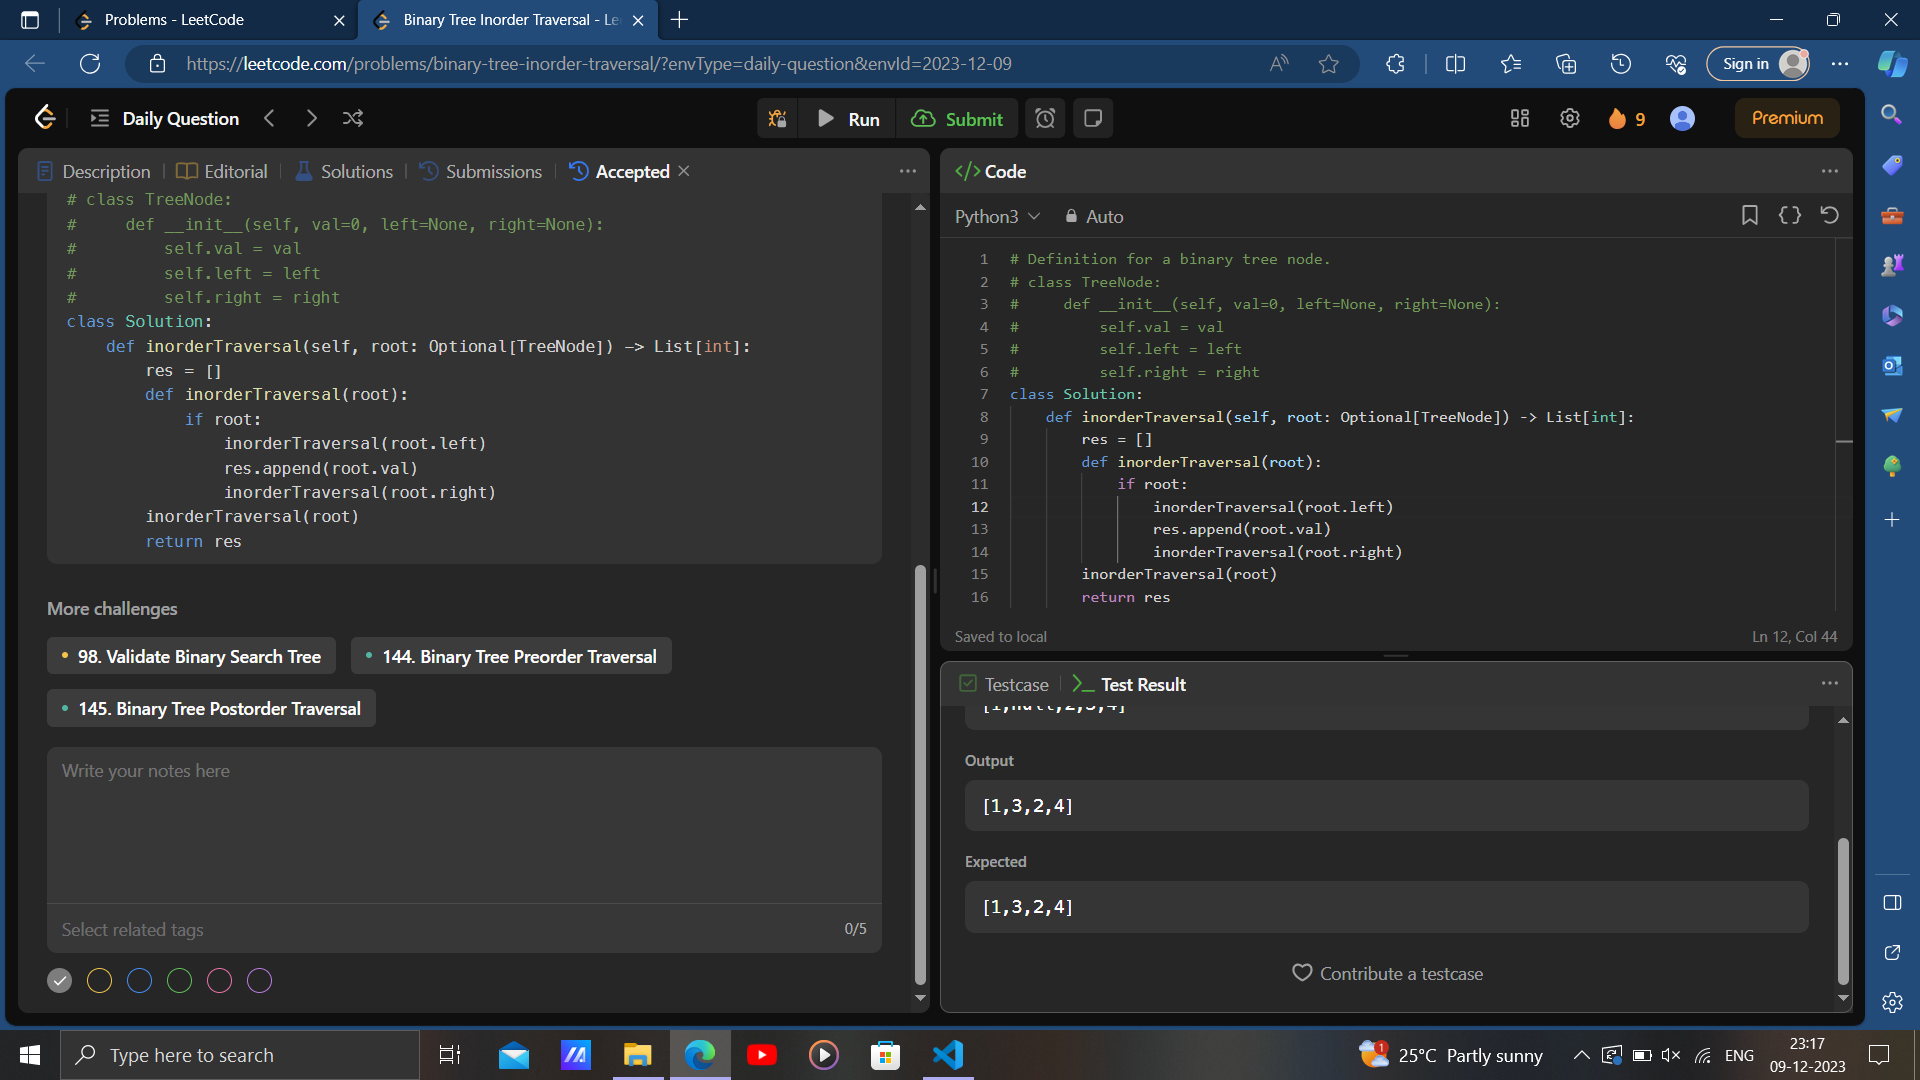 Problems - LeetCode
Binary Tree Inorder Traversal - Le
https://leetcode.com/problems/binary-tree-inorder-traversal/?envType=daily-question&envId=2023-12-09
Sign in
Daily Question
Run
Submit
9
Premium
Description
Editorial
Solutions
Submissions
Accepted
# class TreeNode:
#     def __init__(self, val=0, left=None, right=None):
#         self.val = val
#         self.left = left
#         self.right = right
class Solution:
    def inorderTraversal(self, root: Optional[TreeNode]) -> List[int]:
        res = []
        def inorderTraversal(root):
            if root:
                inorderTraversal(root.left)
                res.append(root.val)
                inorderTraversal(root.right)
        inorderTraversal(root)
        return res
More challenges
98. Validate Binary Search Tree
144. Binary Tree Preorder Traversal
145. Binary Tree Postorder Traversal
Write your notes here
Select related tags
0/5
</> Code
Python3
Auto
1 # Definition for a binary tree node.
2 # class TreeNode:
3 #     def __init__(self, val=0, left=None, right=None):
4 #         self.val = val
5 #         self.left = left
6 #         self.right = right
7 class Solution:
8     def inorderTraversal(self, root: Optional[TreeNode]) -> List[int]:
9         res = []
10         def inorderTraversal(root):
11             if root:
12                 inorderTraversal(root.left)
13                 res.append(root.val)
14                 inorderTraversal(root.right)
15         inorderTraversal(root)
16         return res
Saved to local
Ln 12, Col 44
Testcase
Test Result
[1,null,2,3,4]
Output
[1,3,2,4]
Expected
[1,3,2,4]
Contribute a testcase
Type here to search
1
25°C Partly sunny
ENG
23:17
09-12-2023